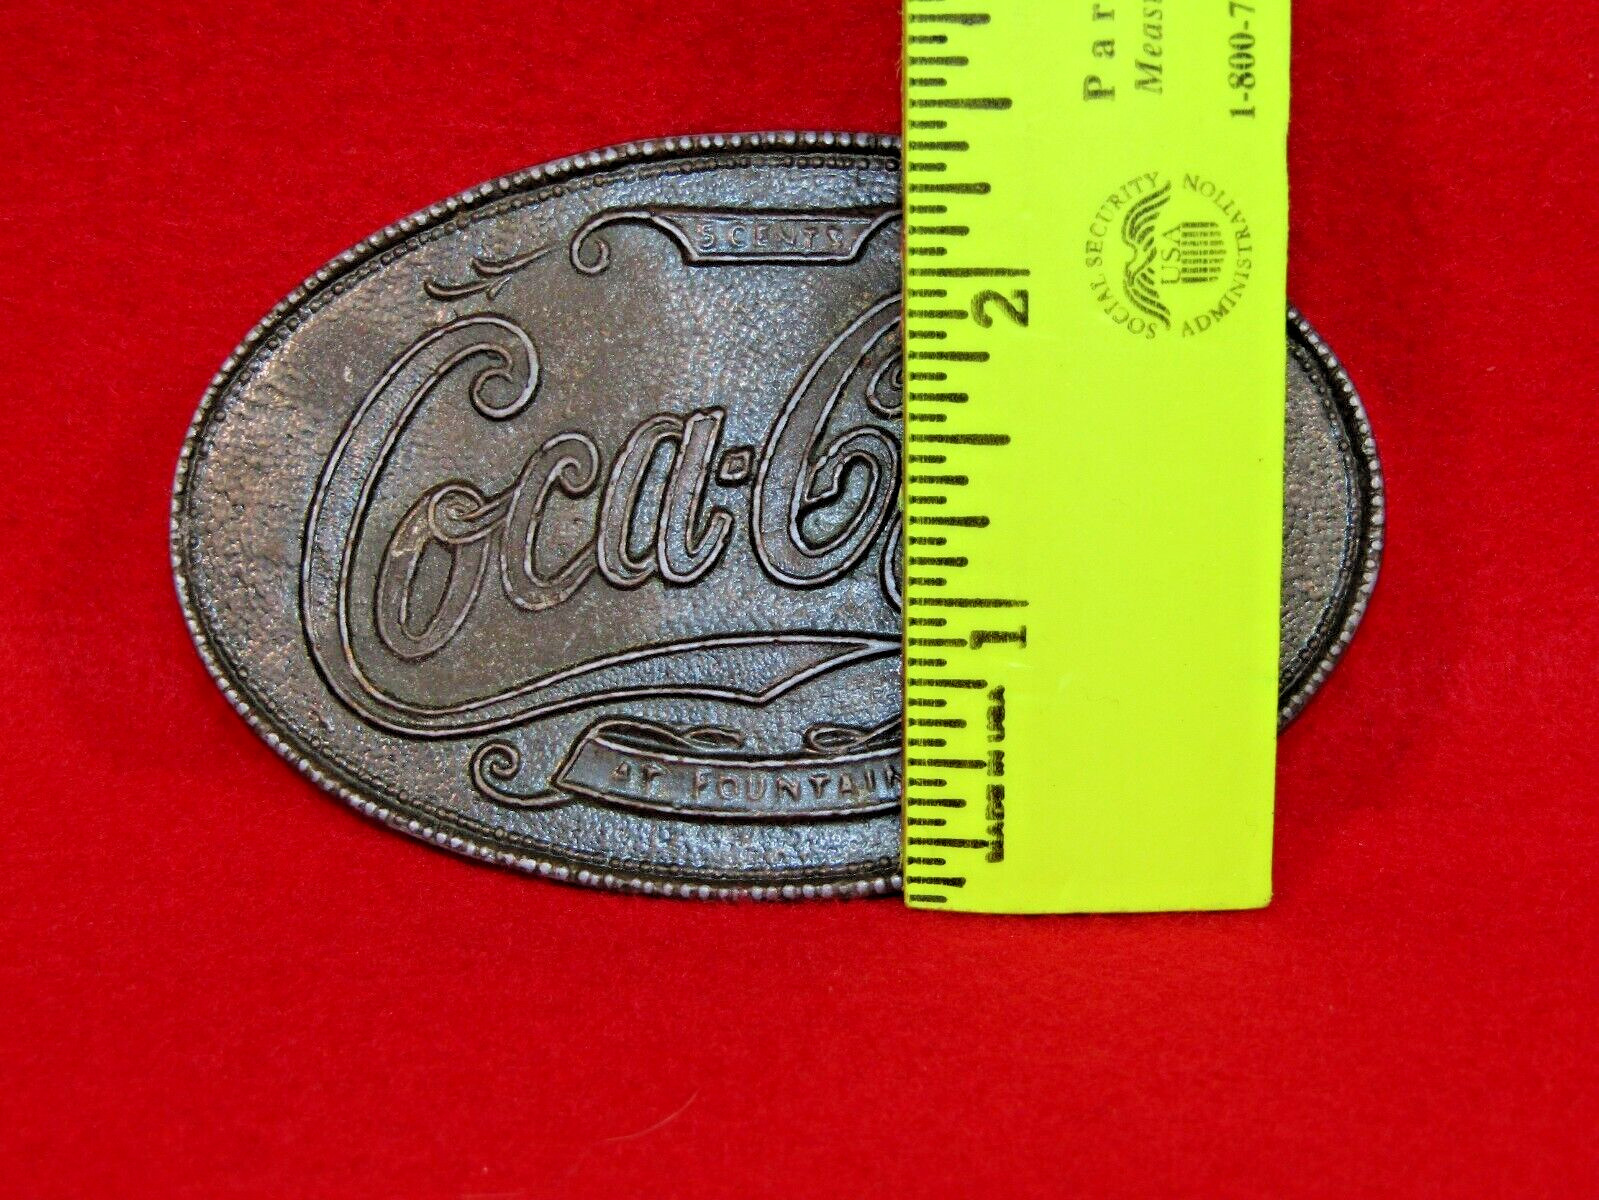 5 CENTS
Coca-C
AT FOUNTAIN
2
1
MADE IN USA
Par
Meas
1-800-7
SOCIAL SECURITY ADMINISTRATION
USA